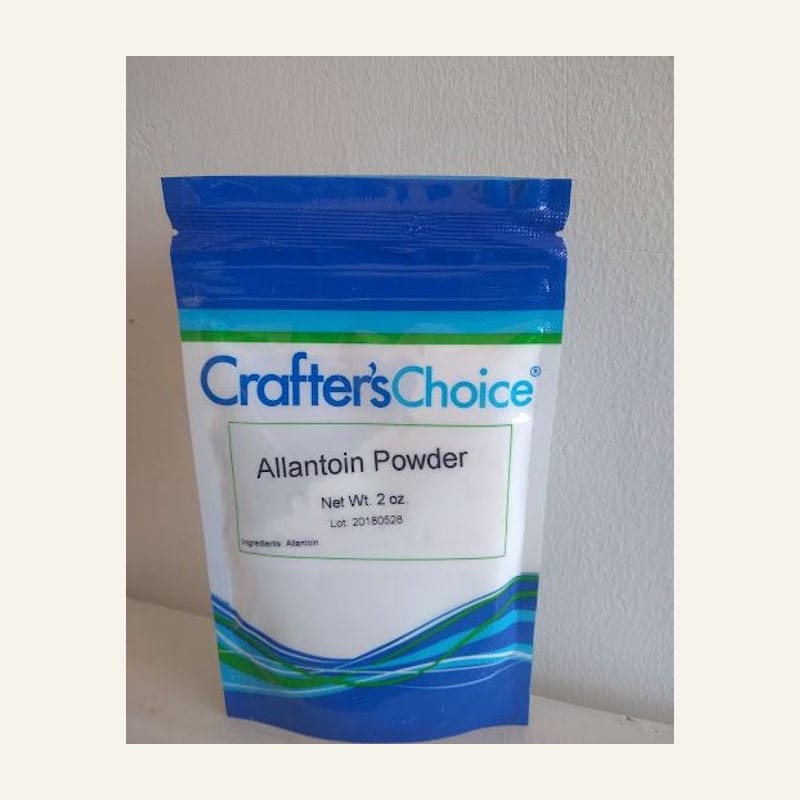 Crafter'sChoice®
Allantoin Powder
Net Wt. 2 oz.
Lot. 20180528
Ingredients: Allantoin